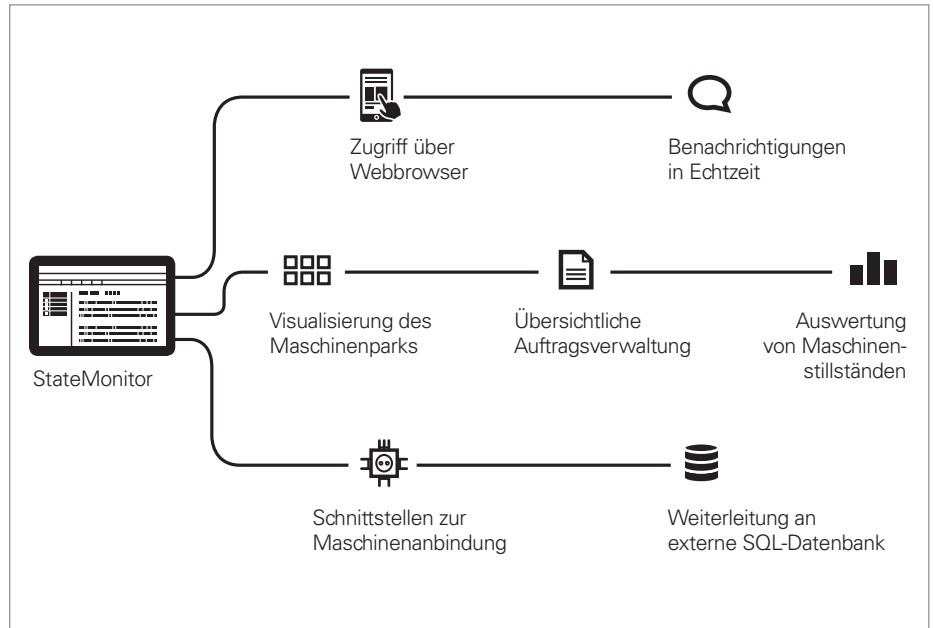 Zugriff über
Webbrowser
Benachrichtigungen
in Echtzeit
StateMonitor
Visualisierung des
Maschinenparks
Übersichtliche
Auftragsverwaltung
Auswertung
von Maschinen-
stillständen
Schnittstellen zur
Maschinenanbindung
Weiterleitung an
externe SQL-Datenbank